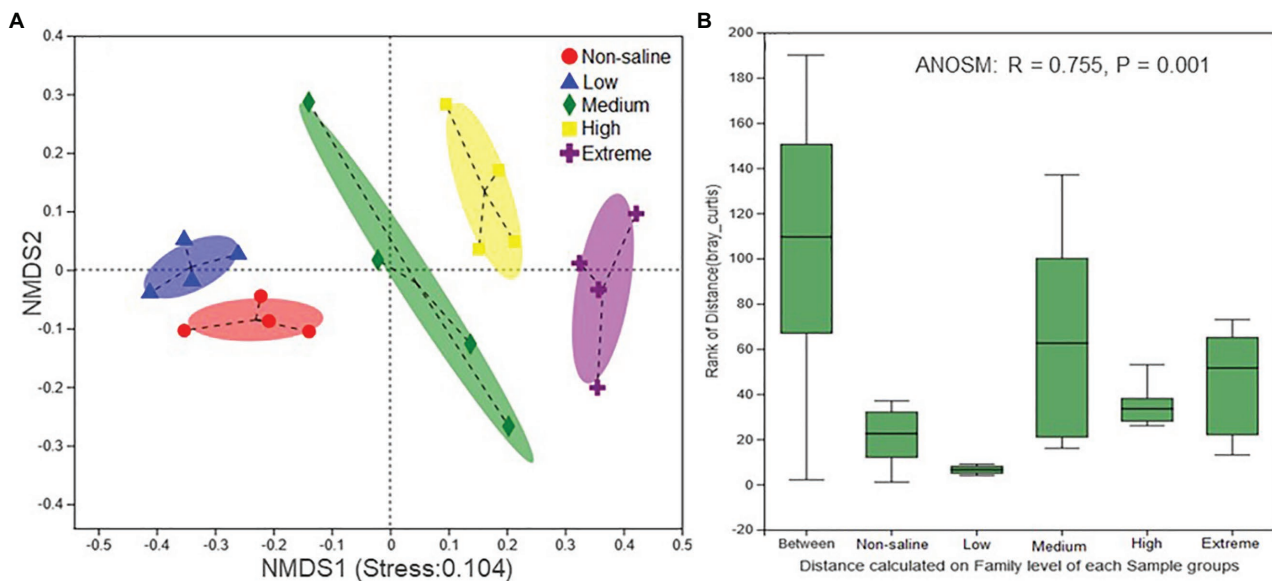 A
0.4
0.3
0.2
0.1
0
-0.1
-0.2
-0.3
-0.4
NMDS2
-0.5 -0.4 -0.3 -0.2 -0.1 0 0.1 0.2 0.3 0.4 0.5
NMDS1 (Stress:0.104)
Non-saline
Low
Medium
High
Extreme
B
ANOSM: R = 0.755, P = 0.001
200
180
160
140
120
100
80
60
40
20
0
-20
Rank of Distance(bray_curtis)
Between Non-saline Low Medium High Extreme
Distance calculated on Family level of each Sample groups